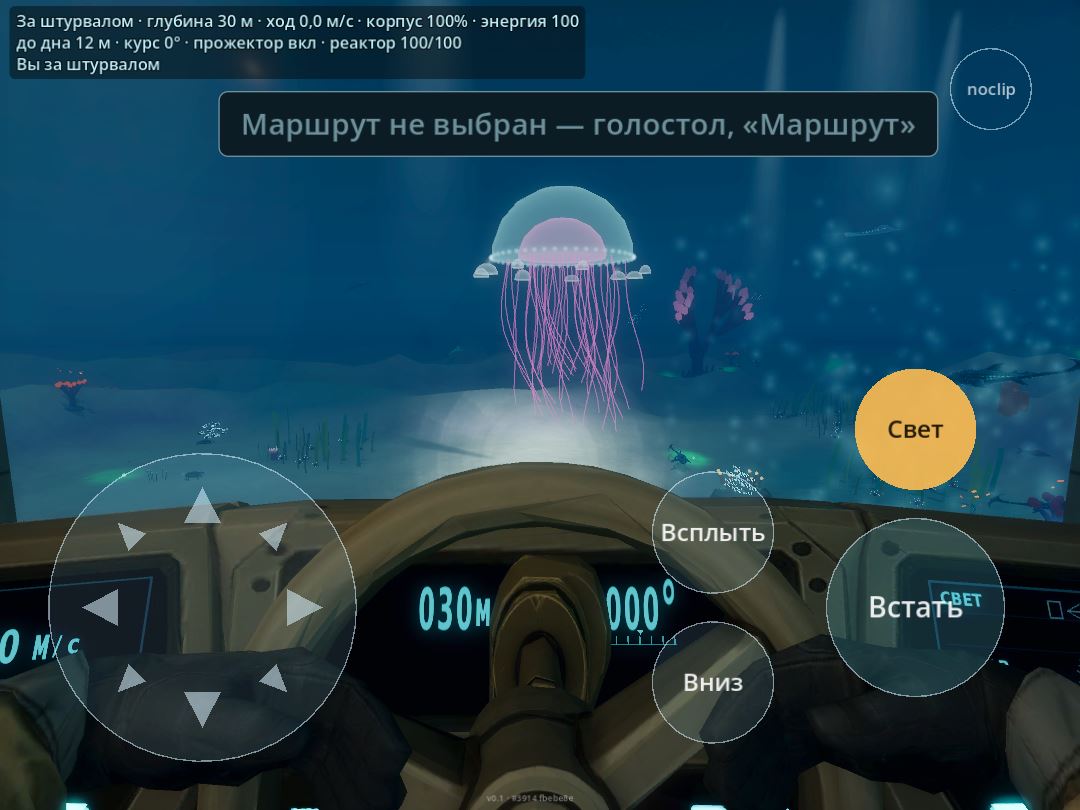 За штурвалом · глубина 30 м · ход 0,0 м/с · корпус 100% · энергия 100
до дна 12 м · курс 0° · прожектор вкл · реактор 100/100
Вы за штурвалом
noclip
Маршрут не выбран — голостол, «Маршрут»
Свет
Всплыть
030м
000°
СВЕТ
Встать
0 м/с
Вниз